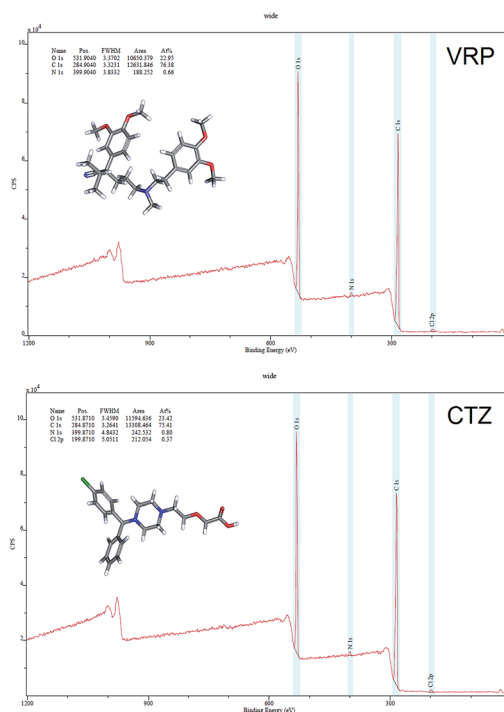 wide
x 10⁴
VRP
Name Pos. FWHM Area At%
O 1s 531.9040 3.3702 10650.379 22.95
C 1s 284.9040 3.3231 12631.846 76.38
N 1s 399.9040 3.8332 188.252 0.66
10
8
6
4
2
CPS
O 1s
N 1s
C 1s
Cl 2p
1200 900 600 300 0
Binding Energy (eV)
wide
x 10⁴
CTZ
Name Pos. FWHM Area At%
O 1s 531.8710 3.4590 11594.636 23.42
C 1s 284.8710 3.2641 13308.464 75.41
N 1s 399.8710 4.8432 242.532 0.80
Cl 2p 199.8710 5.0511 212.054 0.37
10
8
6
4
2
CPS
O 1s
N 1s
C 1s
Cl 2p
1200 900 600 300 0
Binding Energy (eV)